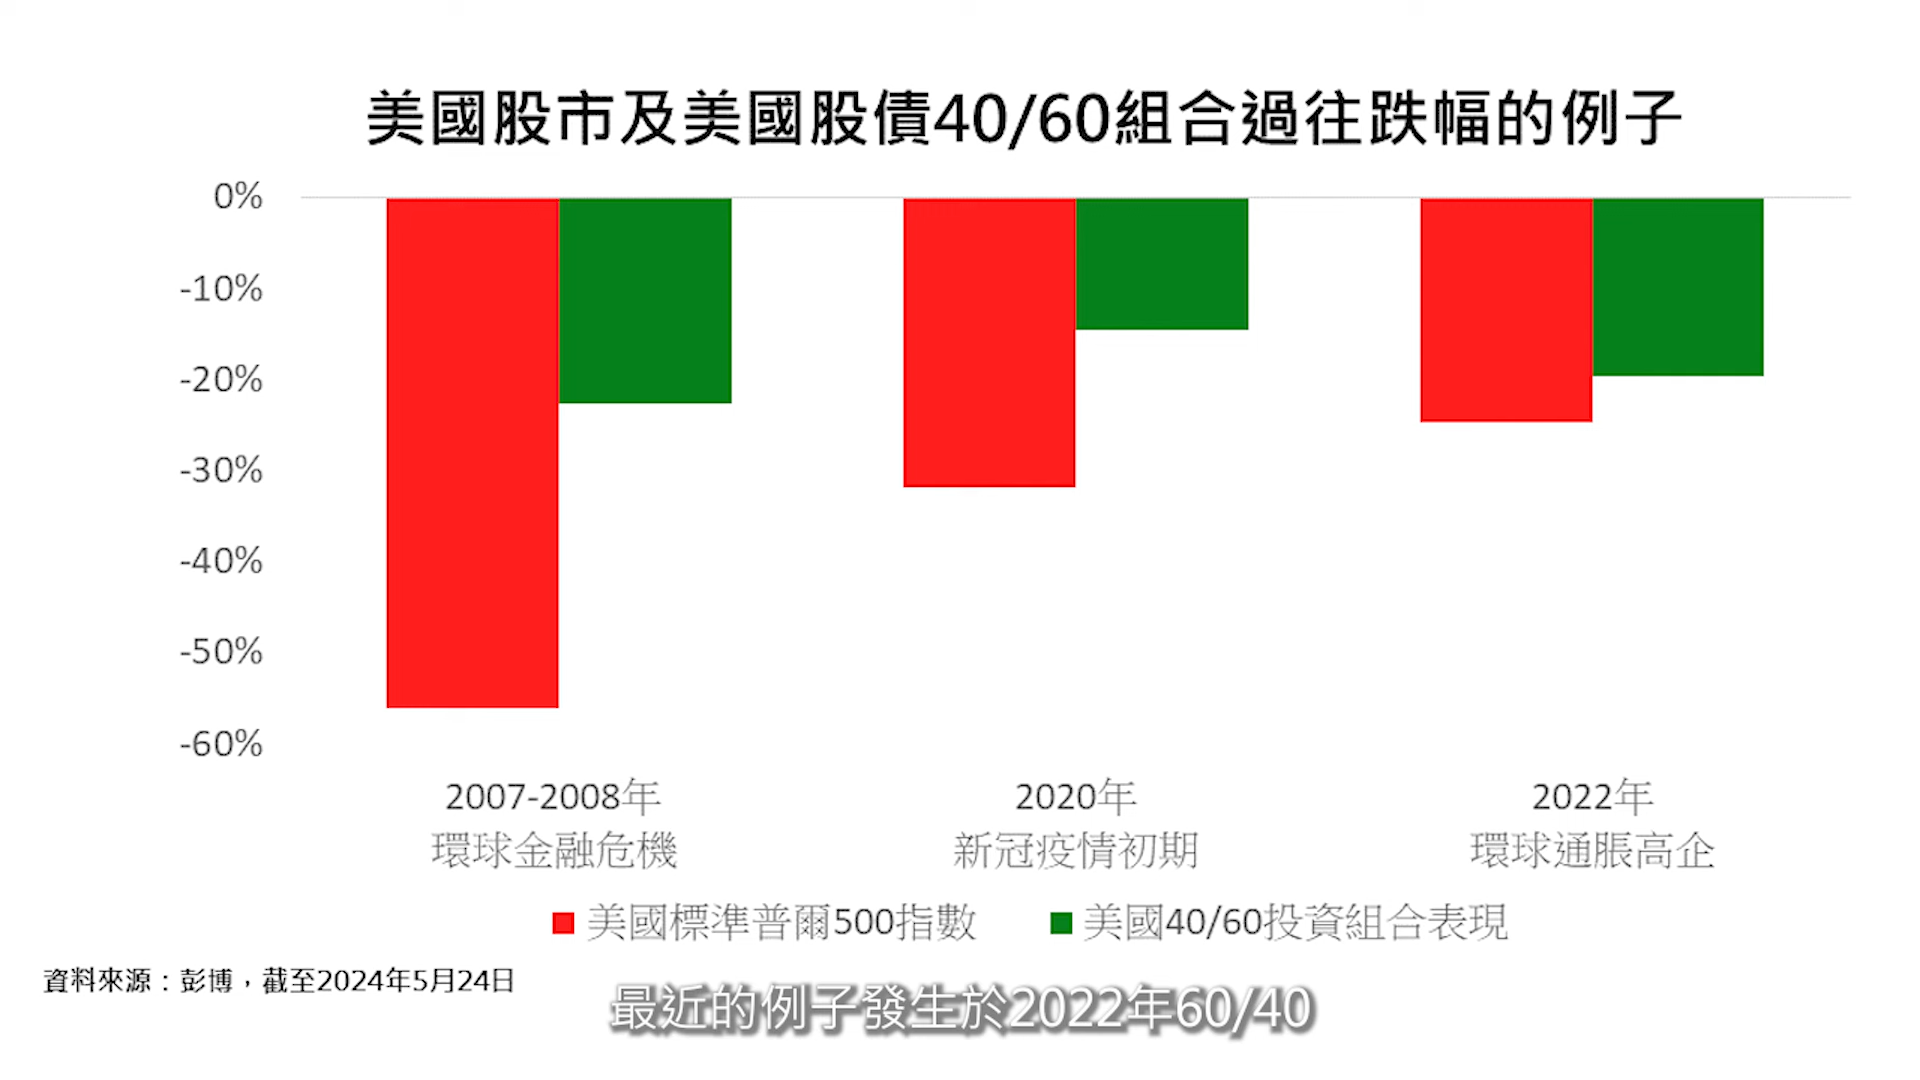 美國股市及美國股債40/60組合過往跌幅的例子
0%
-10%
-20%
-30%
-40%
-50%
-60%
2007-2008年
環球金融危機
2020年
新冠疫情初期
2022年
環球通脹高企
美國標準普爾500指數
美國40/60投資組合表現
資料來源：彭博，截至2024年5月24日
最近的例子發生於2022年60/40